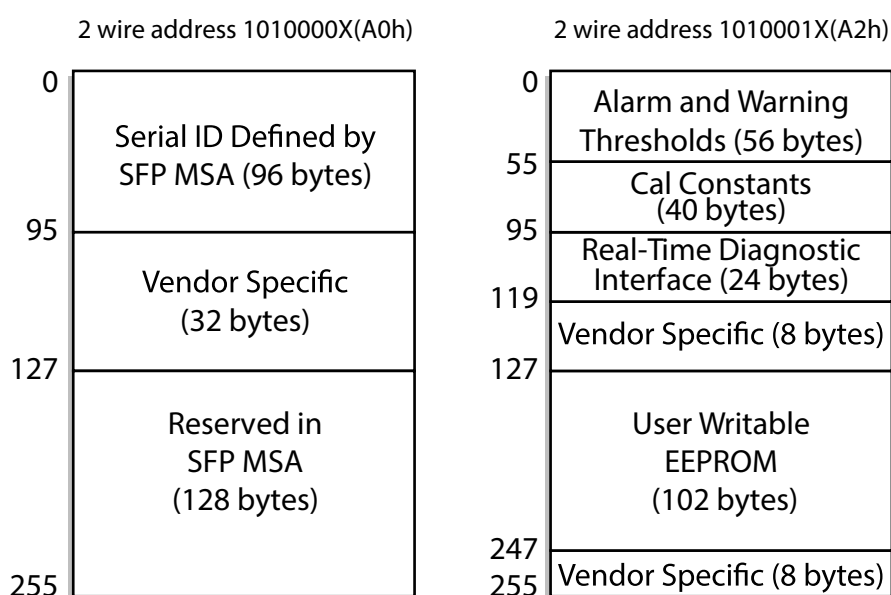 2 wire address 1010000X(A0h)
0
Serial ID Defined by
SFP MSA (96 bytes)
95
Vendor Specific
(32 bytes)
127
Reserved in
SFP MSA
(128 bytes)
255
2 wire address 1010001X(A2h)
0
Alarm and Warning
Thresholds (56 bytes)
55
Cal Constants
(40 bytes)
95
Real-Time Diagnostic
Interface (24 bytes)
119
Vendor Specific (8 bytes)
127
User Writable
EEPROM
(102 bytes)
247
Vendor Specific (8 bytes)
255